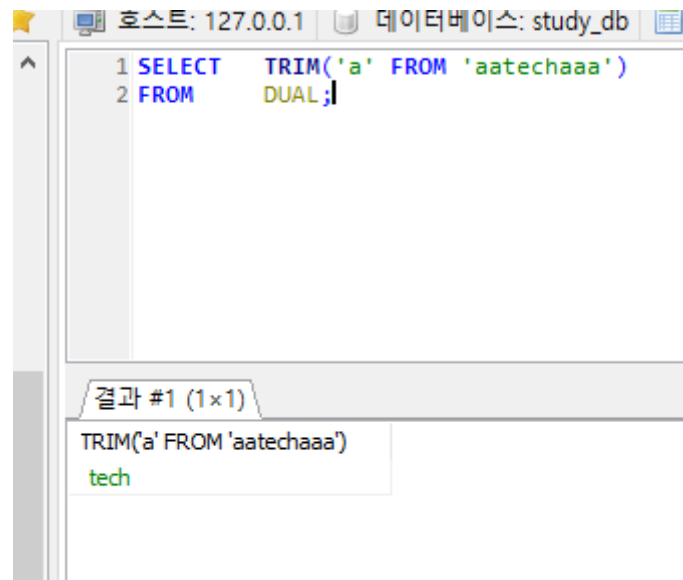 호스트: 127.0.0.1 데이터베이스: study_db
1 SELECT TRIM('a' FROM 'aatechaaa')
2 FROM DUAL;
결과 #1 (1×1)
TRIM('a' FROM 'aatechaaa')
tech